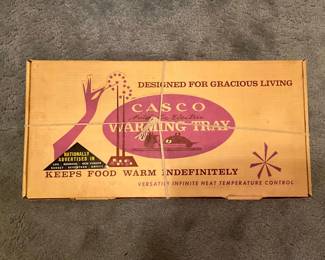 DESIGNED FOR GRACIOUS LIVING
CASCO
WARMING TRAY
NATIONALLY
ADVERTISED IN
KEEPS FOOD WARM INDEFINITELY
VERSATILE INFINITE HEAT TEMPERATURE CONTROL